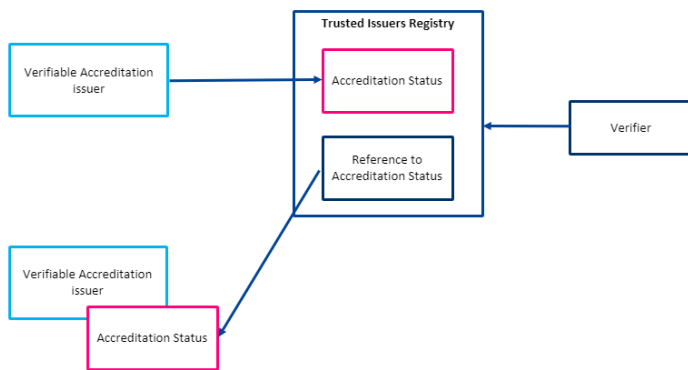 Trusted Issuers Registry
Verifiable Accreditation
issuer
Accreditation Status
Verifier
Reference to
Accreditation Status
Verifiable Accreditation
issuer
Accreditation Status